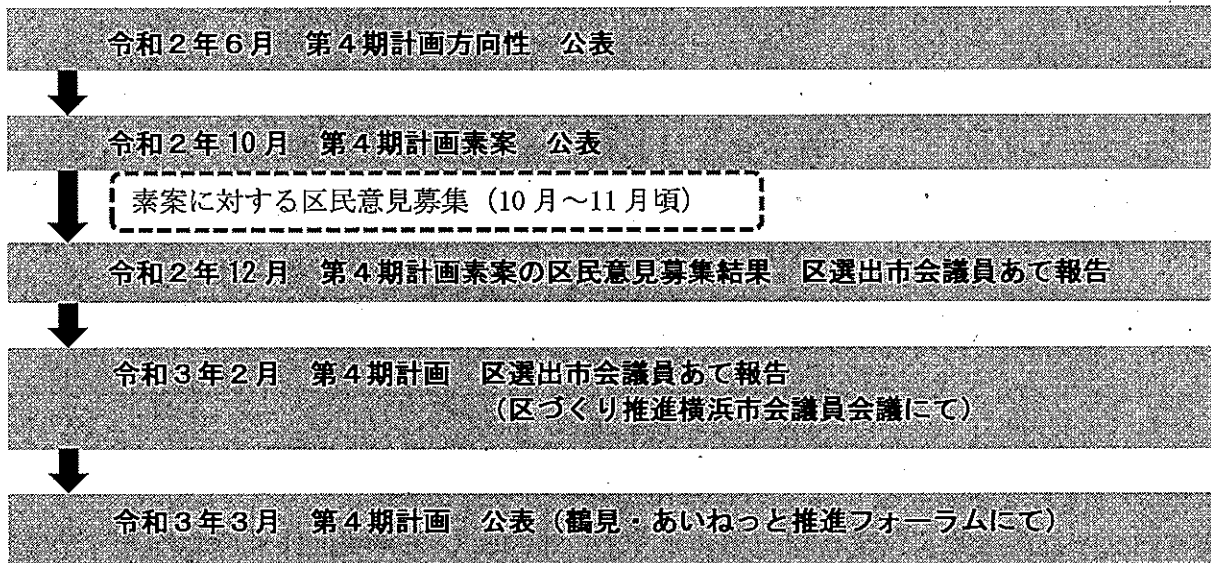 令和２年６月　第４期計画方向性　公表
令和２年10月　第４期計画素案　公表
素案に対する区民意見募集（10月～11月頃）
令和２年12月　第４期計画素案の区民意見募集結果　区選出市会議員あて報告
令和３年２月　第４期計画　区選出市会議員あて報告
（区づくり推進横浜市会議員会議にて）
令和３年３月　第４期計画　公表（鶴見・あいねっと推進フォーラムにて）